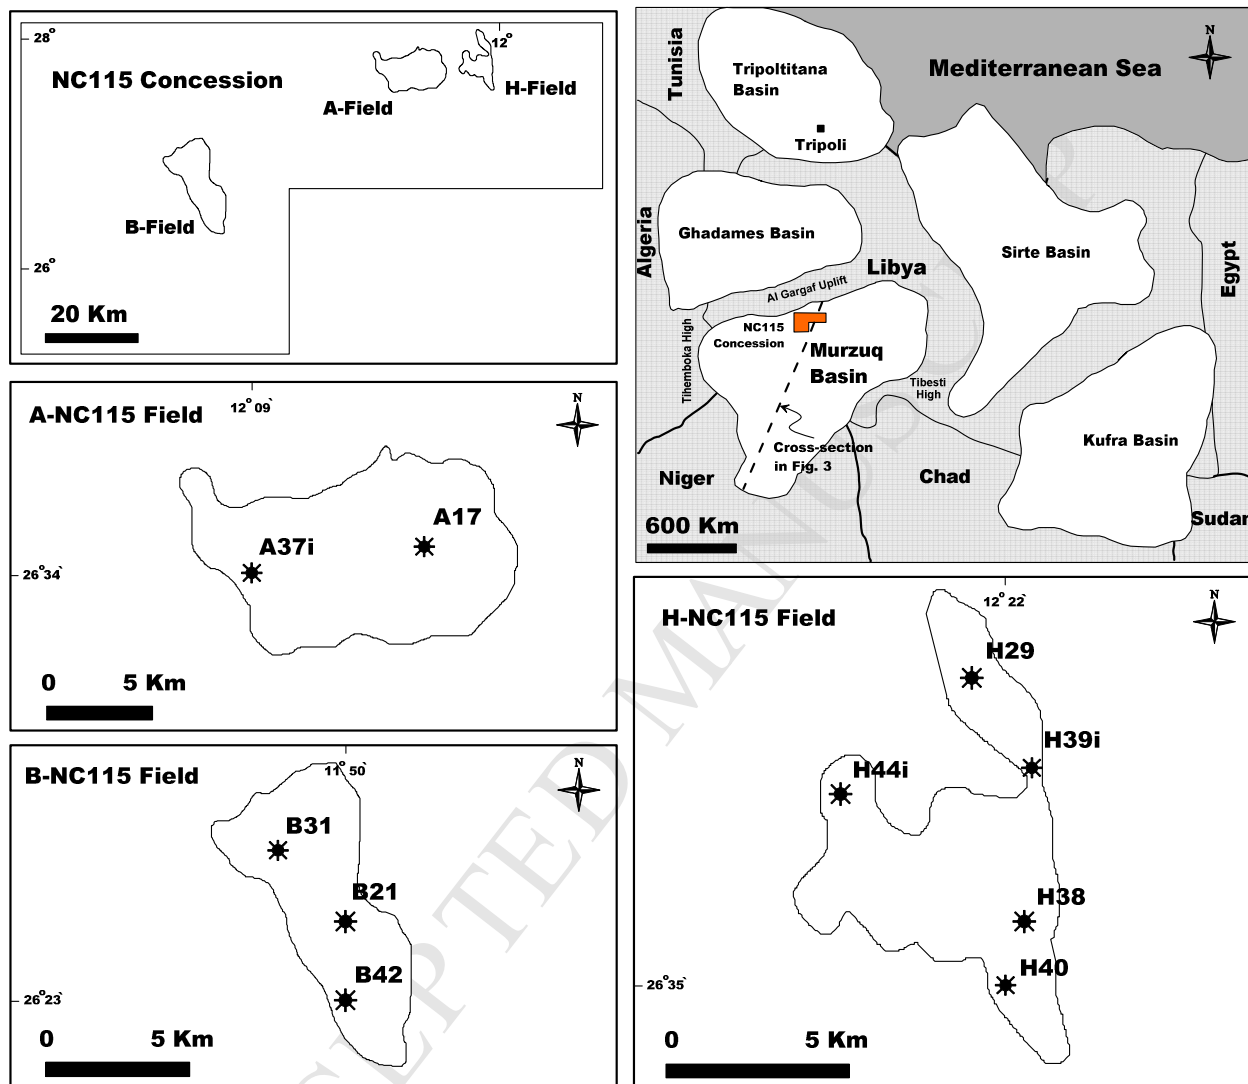 28°
12°
NC115 Concession
A-Field
H-Field
B-Field
26°
20 Km
N
Tunisia
Tripoltitana
Basin
Mediterranean Sea
Tripoli
Algeria
Ghadames Basin
Sirte Basin
Egypt
Libya
Al Gargaf Uplift
Tihemboka High
NC115
Concession
Murzuq
Basin
Tibesti
High
Cross-section
in Fig. 3
Kufra Basin
Niger
Chad
Sudan
600 Km
A-NC115 Field
12°09`
N
A17
A37i
26°34`
0 5 Km
B-NC115 Field
11°50`
N
B31
B21
B42
26°23`
0 5 Km
H-NC115 Field
12°22`
N
H29
H39i
H44i
H38
H40
26°35`
0 5 Km
CEPTED MANUSCRIP